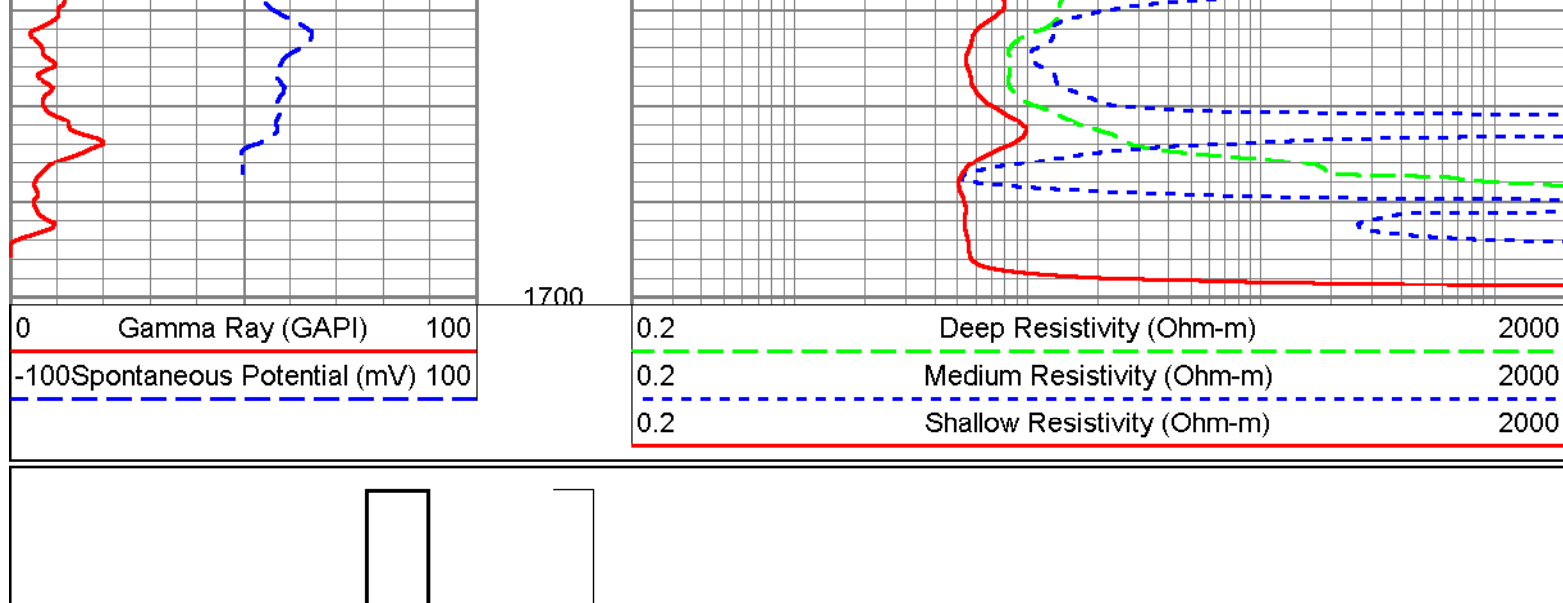 1700
0 Gamma Ray (GAPI) 100
-100Spontaneous Potential (mV) 100
0.2 Deep Resistivity (Ohm-m) 2000
0.2 Medium Resistivity (Ohm-m) 2000
0.2 Shallow Resistivity (Ohm-m) 2000